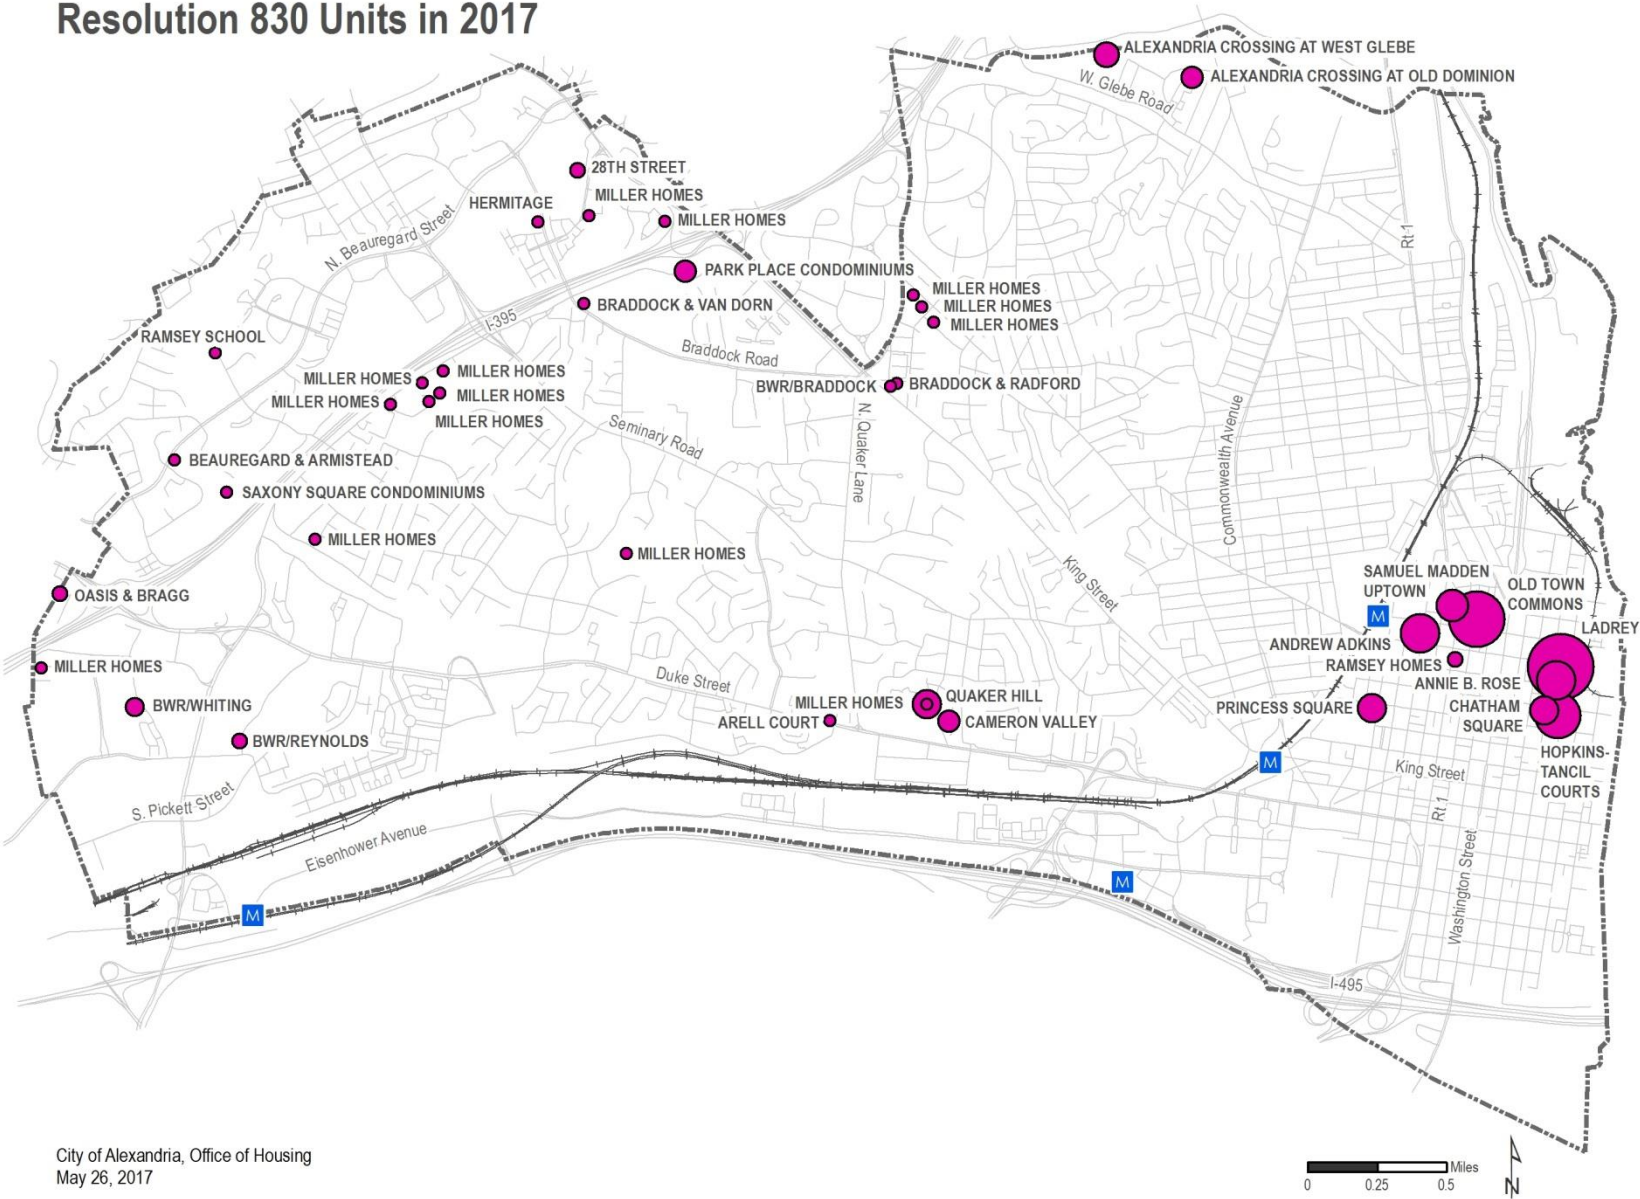 Resolution 830 Units in 2017
ALEXANDRIA CROSSING AT WEST GLEBE
W. Glebe Road
ALEXANDRIA CROSSING AT OLD DOMINION
28TH STREET
MILLER HOMES
HERMITAGE
MILLER HOMES
N. Beauregard Street
Rt 1
PARK PLACE CONDOMINIUMS
MILLER HOMES
BRADDOCK & VAN DORN
MILLER HOMES
MILLER HOMES
I-395
RAMSEY SCHOOL
Braddock Road
MILLER HOMES
MILLER HOMES
BWR/BRADDOCK
BRADDOCK & RADFORD
MILLER HOMES
MILLER HOMES
MILLER HOMES
Seminary Road
N. Quaker Lane
Commonwealth Avenue
BEAUREGARD & ARMISTEAD
SAXONY SQUARE CONDOMINIUMS
MILLER HOMES
MILLER HOMES
King Street
SAMUEL MADDEN
UPTOWN
OLD TOWN
COMMONS
OASIS & BRAGG
M
LADREY
ANDREW ADKINS
MILLER HOMES
RAMSEY HOMES
Duke Street
ANNIE B. ROSE
BWR/WHITING
MILLER HOMES
QUAKER HILL
PRINCESS SQUARE
CHATHAM
SQUARE
ARELL COURT
CAMERON VALLEY
BWR/REYNOLDS
HOPKINS-
TANCIL
COURTS
M
King Street
S. Pickett Street
Rt 1
Eisenhower Avenue
Washington Street
M
M
I-495
City of Alexandria, Office of Housing
May 26, 2017
Miles
0 0.25 0.5
N